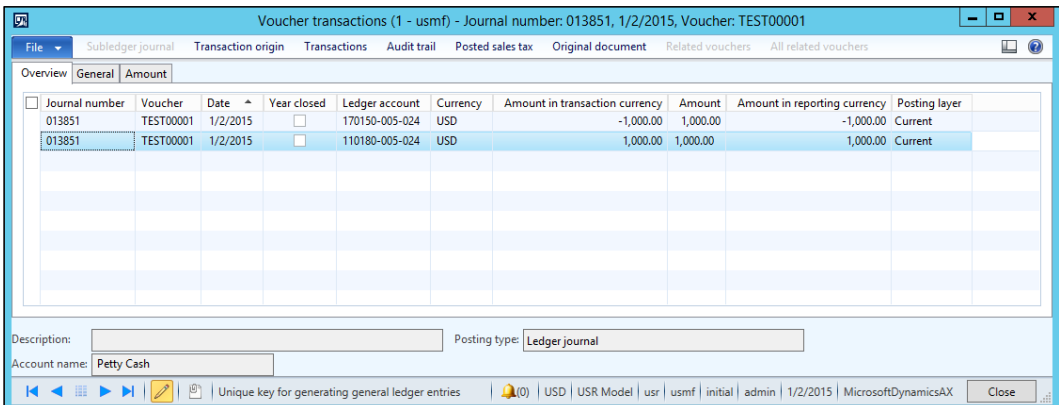 Voucher transactions (1 - usmf) - Journal number: 013851, 1/2/2015, Voucher: TEST00001
File Subledger journal Transaction origin Transactions Audit trail Posted sales tax Original document Related vouchers All related vouchers
Overview General Amount
Journal number Voucher Date Year closed Ledger account Currency Amount in transaction currency Amount Amount in reporting currency Posting layer
013851 TEST00001 1/2/2015 170150-005-024 USD -1,000.00 1,000.00 -1,000.00 Current
013851 TEST00001 1/2/2015 110180-005-024 USD 1,000.00 1,000.00 1,000.00 Current
Description: Posting type: Ledger journal
Account name: Petty Cash
Unique key for generating general ledger entries (0) USD USR Model usr usmf initial admin 1/2/2015 MicrosoftDynamicsAX Close